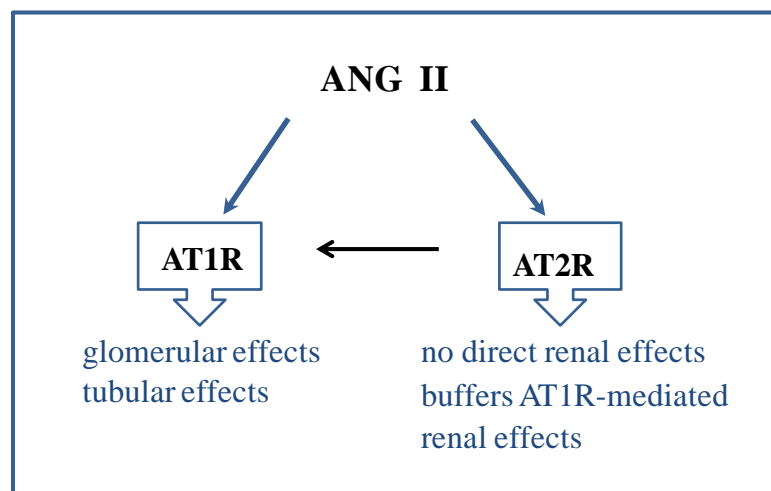 ANG II
AT1R
AT2R
glomerular effects
tubular effects
no direct renal effects
buffers AT1R-mediated
renal effects